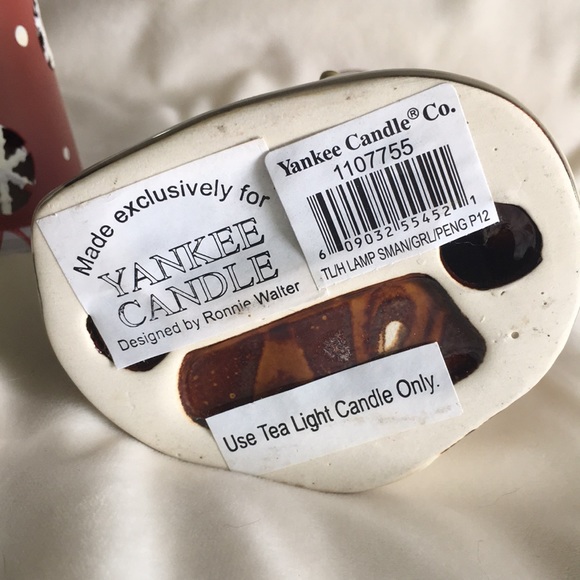 Made exclusively for
YANKEE
CANDLE
Designed by Ronnie Walter
Yankee Candle® Co.
1107755
6 09032 55452 1
TLH LAMP SMAN/GRL/PENG P12
Use Tea Light Candle Only.